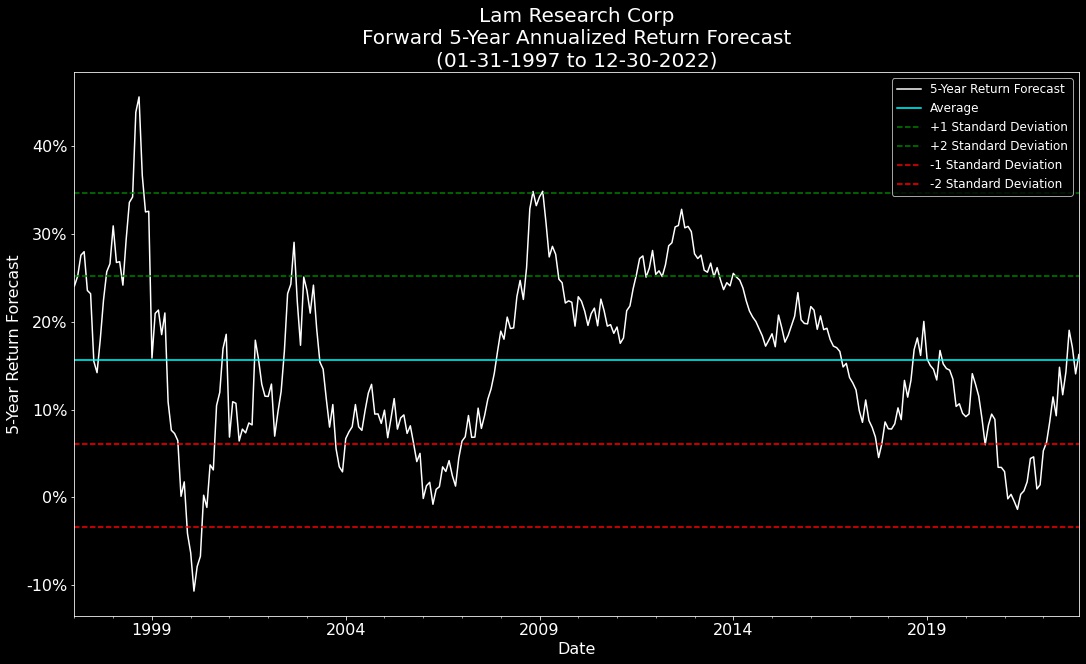 Lam Research Corp
Forward 5-Year Annualized Return Forecast
(01-31-1997 to 12-30-2022)
5-Year Return Forecast
Average
+1 Standard Deviation
+2 Standard Deviation
-1 Standard Deviation
-2 Standard Deviation
5-Year Return Forecast
40%
30%
20%
10%
0%
-10%
1999
2004
2009
2014
2019
Date